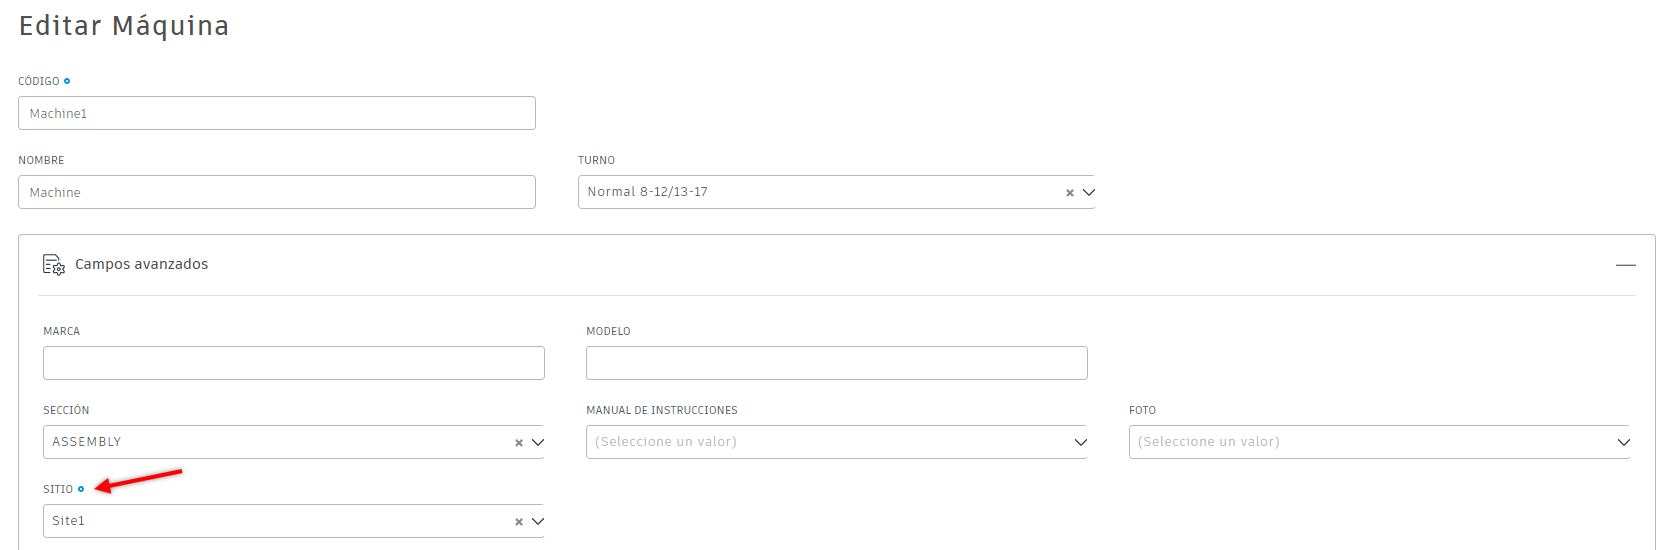 Editar Máquina
CÓDIGO
Machine1
NOMBRE
TURNO
Machine
Normal 8-12/13-17
Campos avanzados
MARCA
MODELO
SECCIÓN
MANUAL DE INSTRUCCIONES
FOTO
ASSEMBLY
(Seleccione un valor)
(Seleccione un valor)
SITIO
Site1